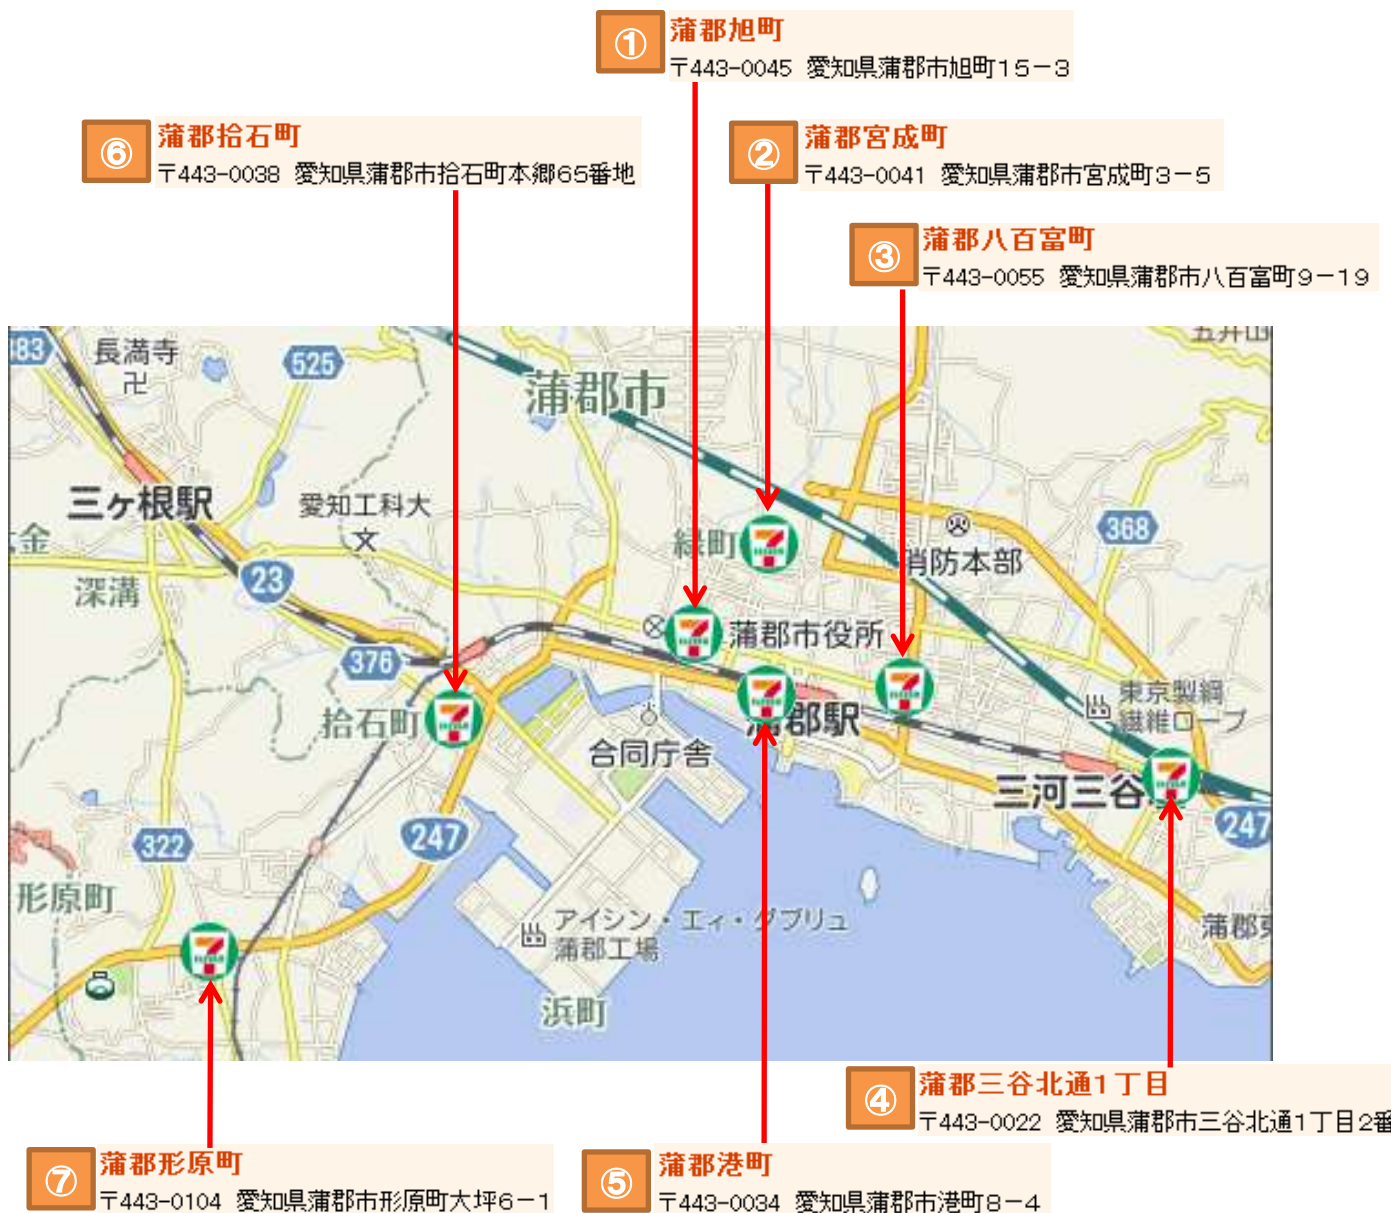 ① 蒲郡旭町
〒443-0045 愛知県蒲郡市旭町15-3
⑥ 蒲郡拾石町
〒443-0038 愛知県蒲郡市拾石町本郷65番地
② 蒲郡宮成町
〒443-0041 愛知県蒲郡市宮成町3-5
③ 蒲郡八百富町
〒443-0055 愛知県蒲郡市八百富町9-19
383
長満寺
525
蒲郡市
五井山
三ヶ根駅
愛知工科大
金
深溝
23
緑町
消防本部
368
376
蒲郡市役所
拾石町
蒲郡駅
東京製綱
繊維ロープ
合同庁舎
三河三谷
247
247
322
形原町
アイシン・エィ・ダブリュ
蒲郡工場
蒲郡
浜町
④ 蒲郡三谷北通1丁目
〒443-0022 愛知県蒲郡市三谷北通1丁目2番
⑦ 蒲郡形原町
〒443-0104 愛知県蒲郡市形原町大坪6-1
⑤ 蒲郡港町
〒443-0034 愛知県蒲郡市港町8-4